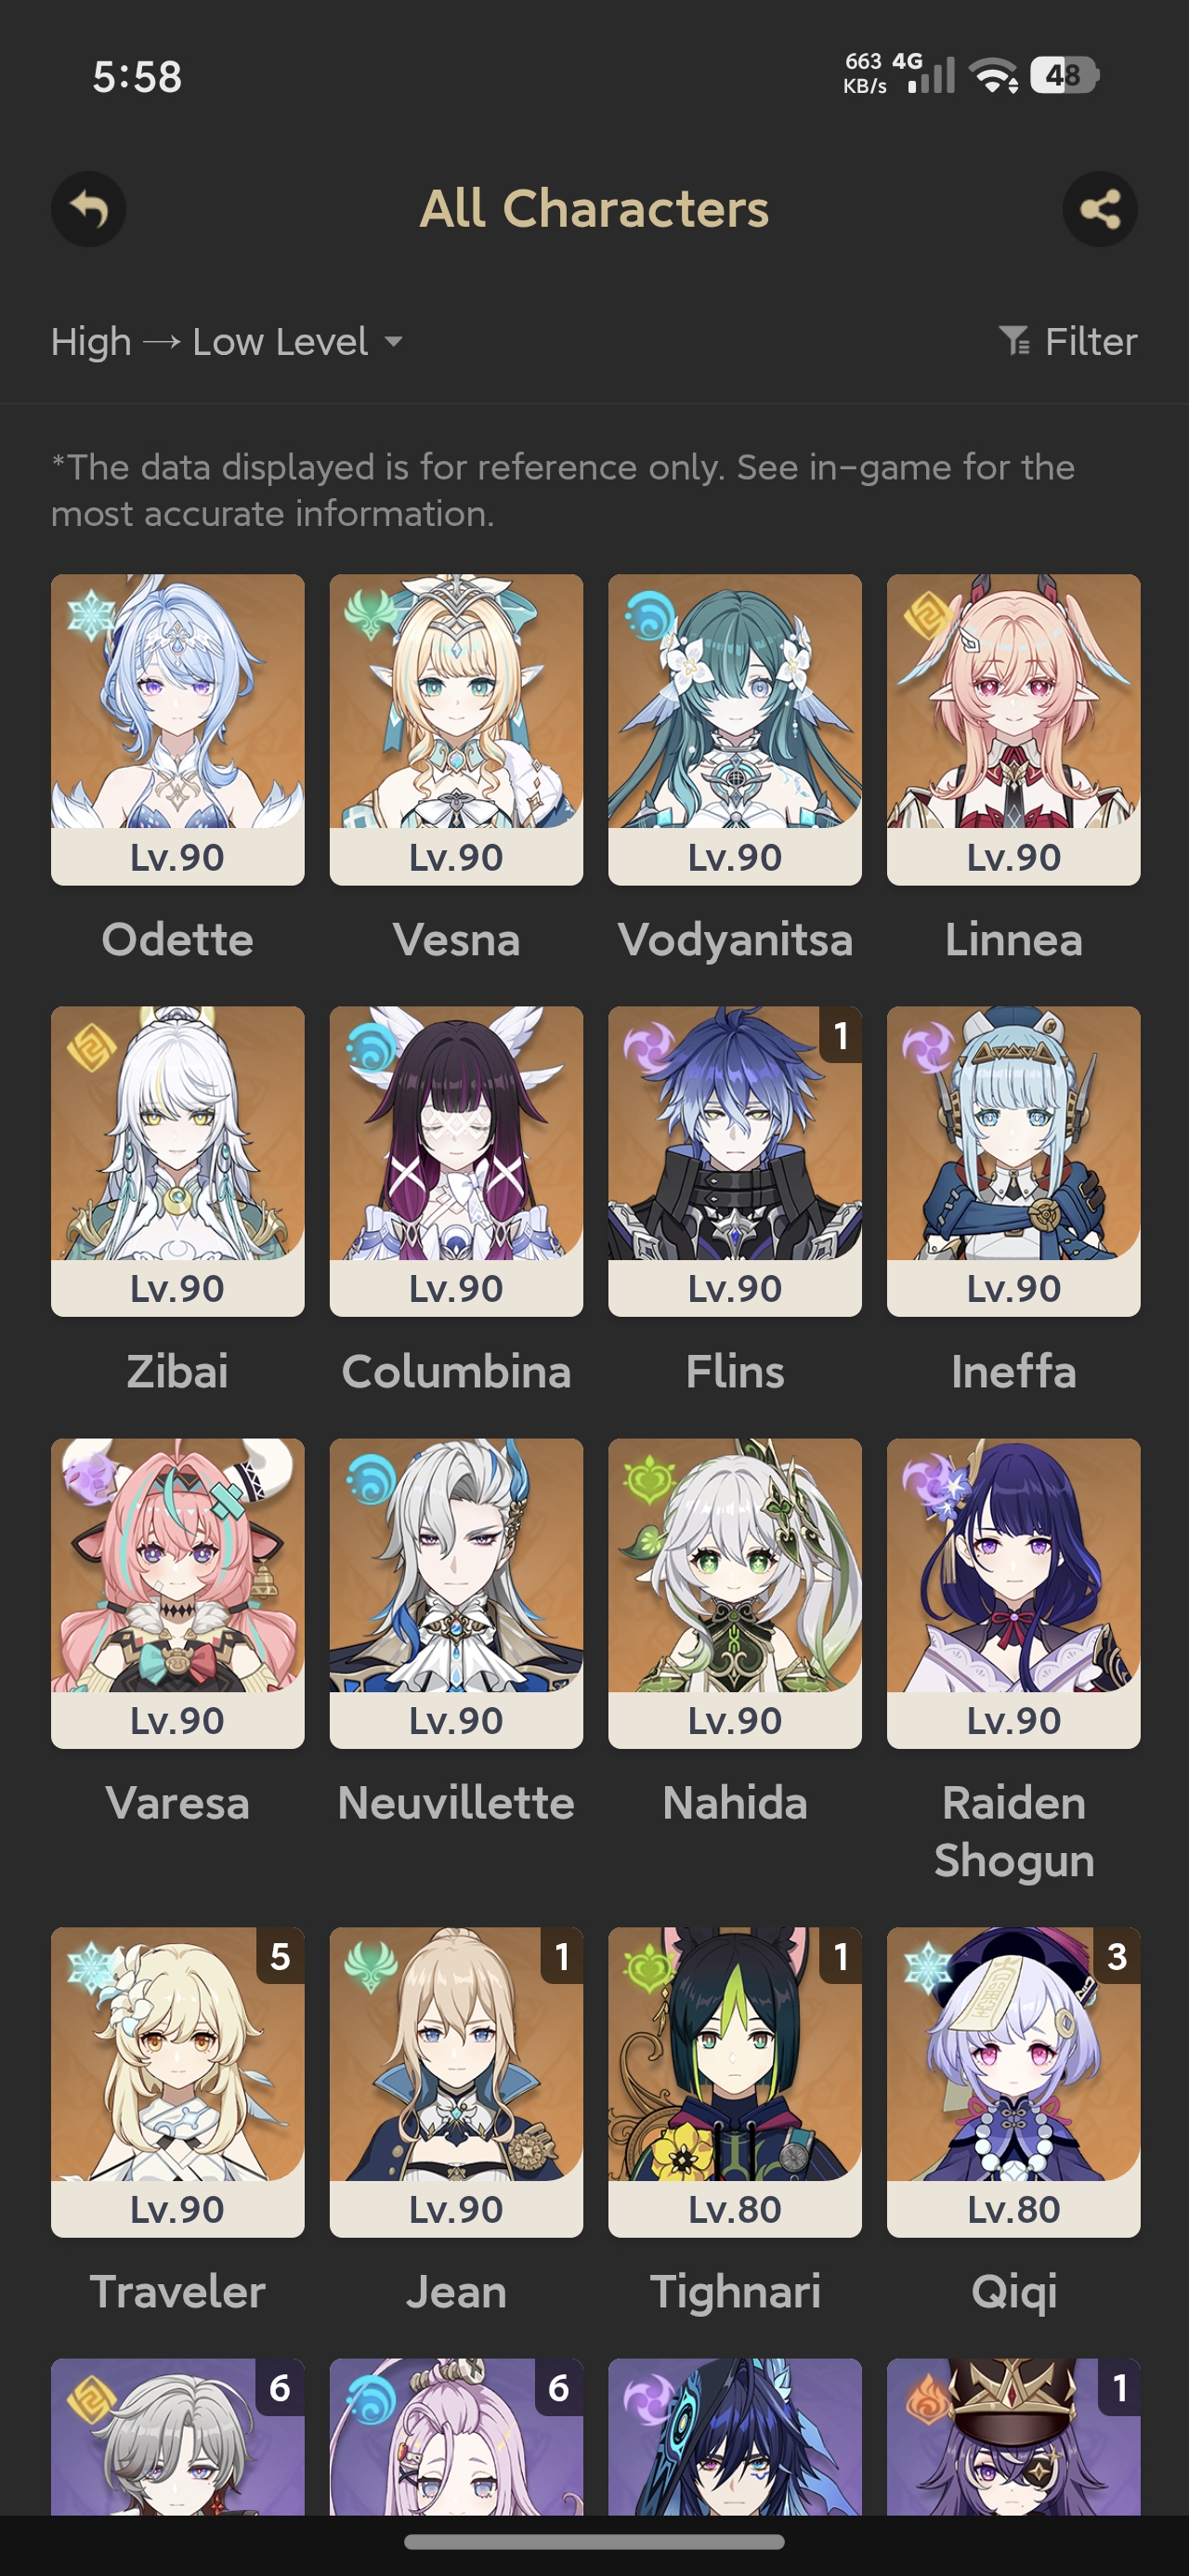 5:58
663 KB/s 4G
48
All Characters
High → Low Level
Filter
*The data displayed is for reference only. See in-game for the
most accurate information.
Lv.90 Lv.90 Lv.90 Lv.90
Odette Vesna Vodyanitsa Linnea
1
Lv.90 Lv.90 Lv.90 Lv.90
Zibai Columbina Flins Ineffa
Lv.90 Lv.90 Lv.90 Lv.90
Varesa Neuvillette Nahida Raiden
Shogun
5 1 1 3
Lv.90 Lv.90 Lv.80 Lv.80
Traveler Jean Tighnari Qiqi
6 6 1